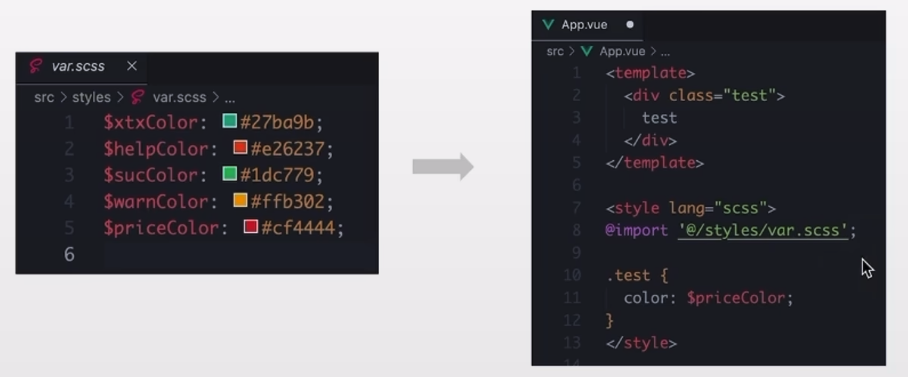 var.scss ×
src > styles > var.scss > ...
1 $xtxColor: #27ba9b;
2 $helpColor: #e26237;
3 $sucColor: #1dc779;
4 $warnColor: #ffb302;
5 $priceColor: #cf4444;
6
App.vue ●
src > App.vue > ...
1 <template>
2 <div class="test">
3 test
4 </div>
5 </template>
6
7 <style lang="scss">
8 @import '@/styles/var.scss';
9
10 .test {
11 color: $priceColor;
12 }
13 </style>
14